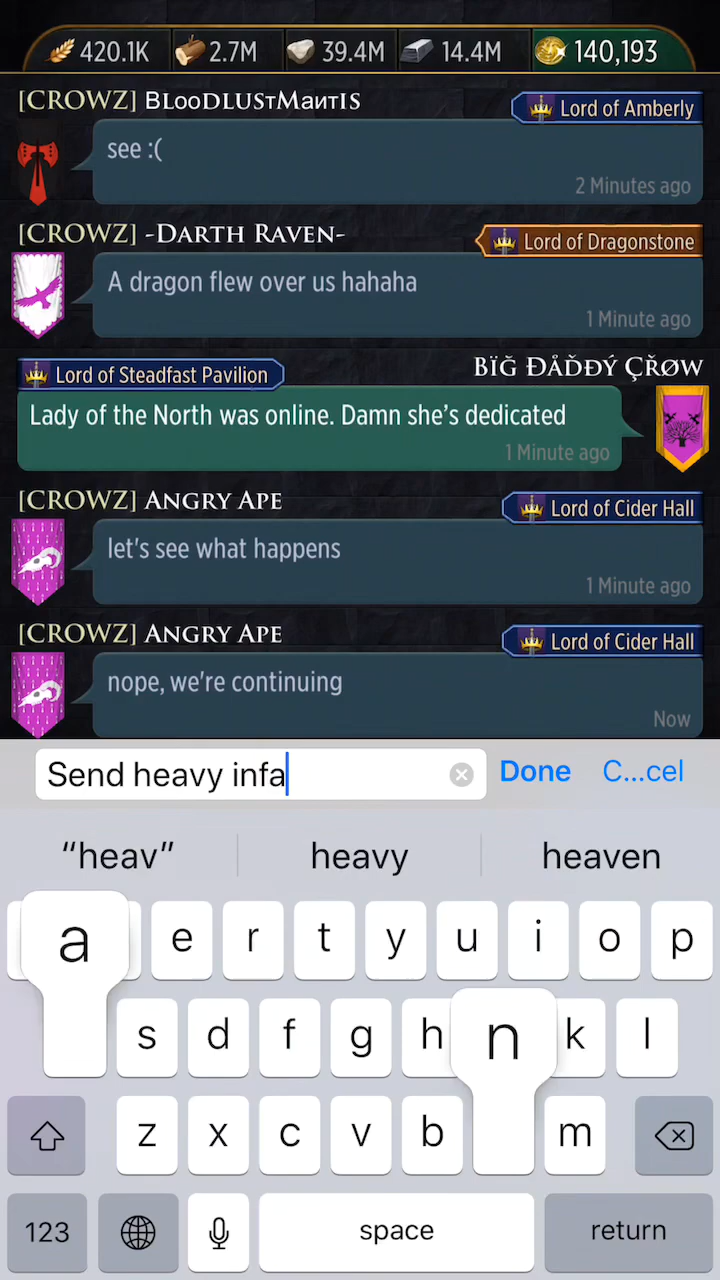 420.1K 2.7M 39.4M 14.4M 140,193
[CROWZ] BLooDLUSTMaиtIS
Lord of Amberly
see :(
2 Minutes ago
[CROWZ] -Darth Raven-
Lord of Dragonstone
A dragon flew over us hahaha
1 Minute ago
Lord of Steadfast Pavilion
BÏĞ ĐÅĎĐÝ ÇŘØW
Lady of the North was online. Damn she's dedicated
1 Minute ago
[CROWZ] Angry Ape
Lord of Cider Hall
let's see what happens
1 Minute ago
[CROWZ] Angry Ape
Lord of Cider Hall
nope, we're continuing
Now
Send heavy infa
Done C...cel
“heav” heavy heaven
a e r t y u i o p
s d f g h n k l
z x c v b m
123 space return